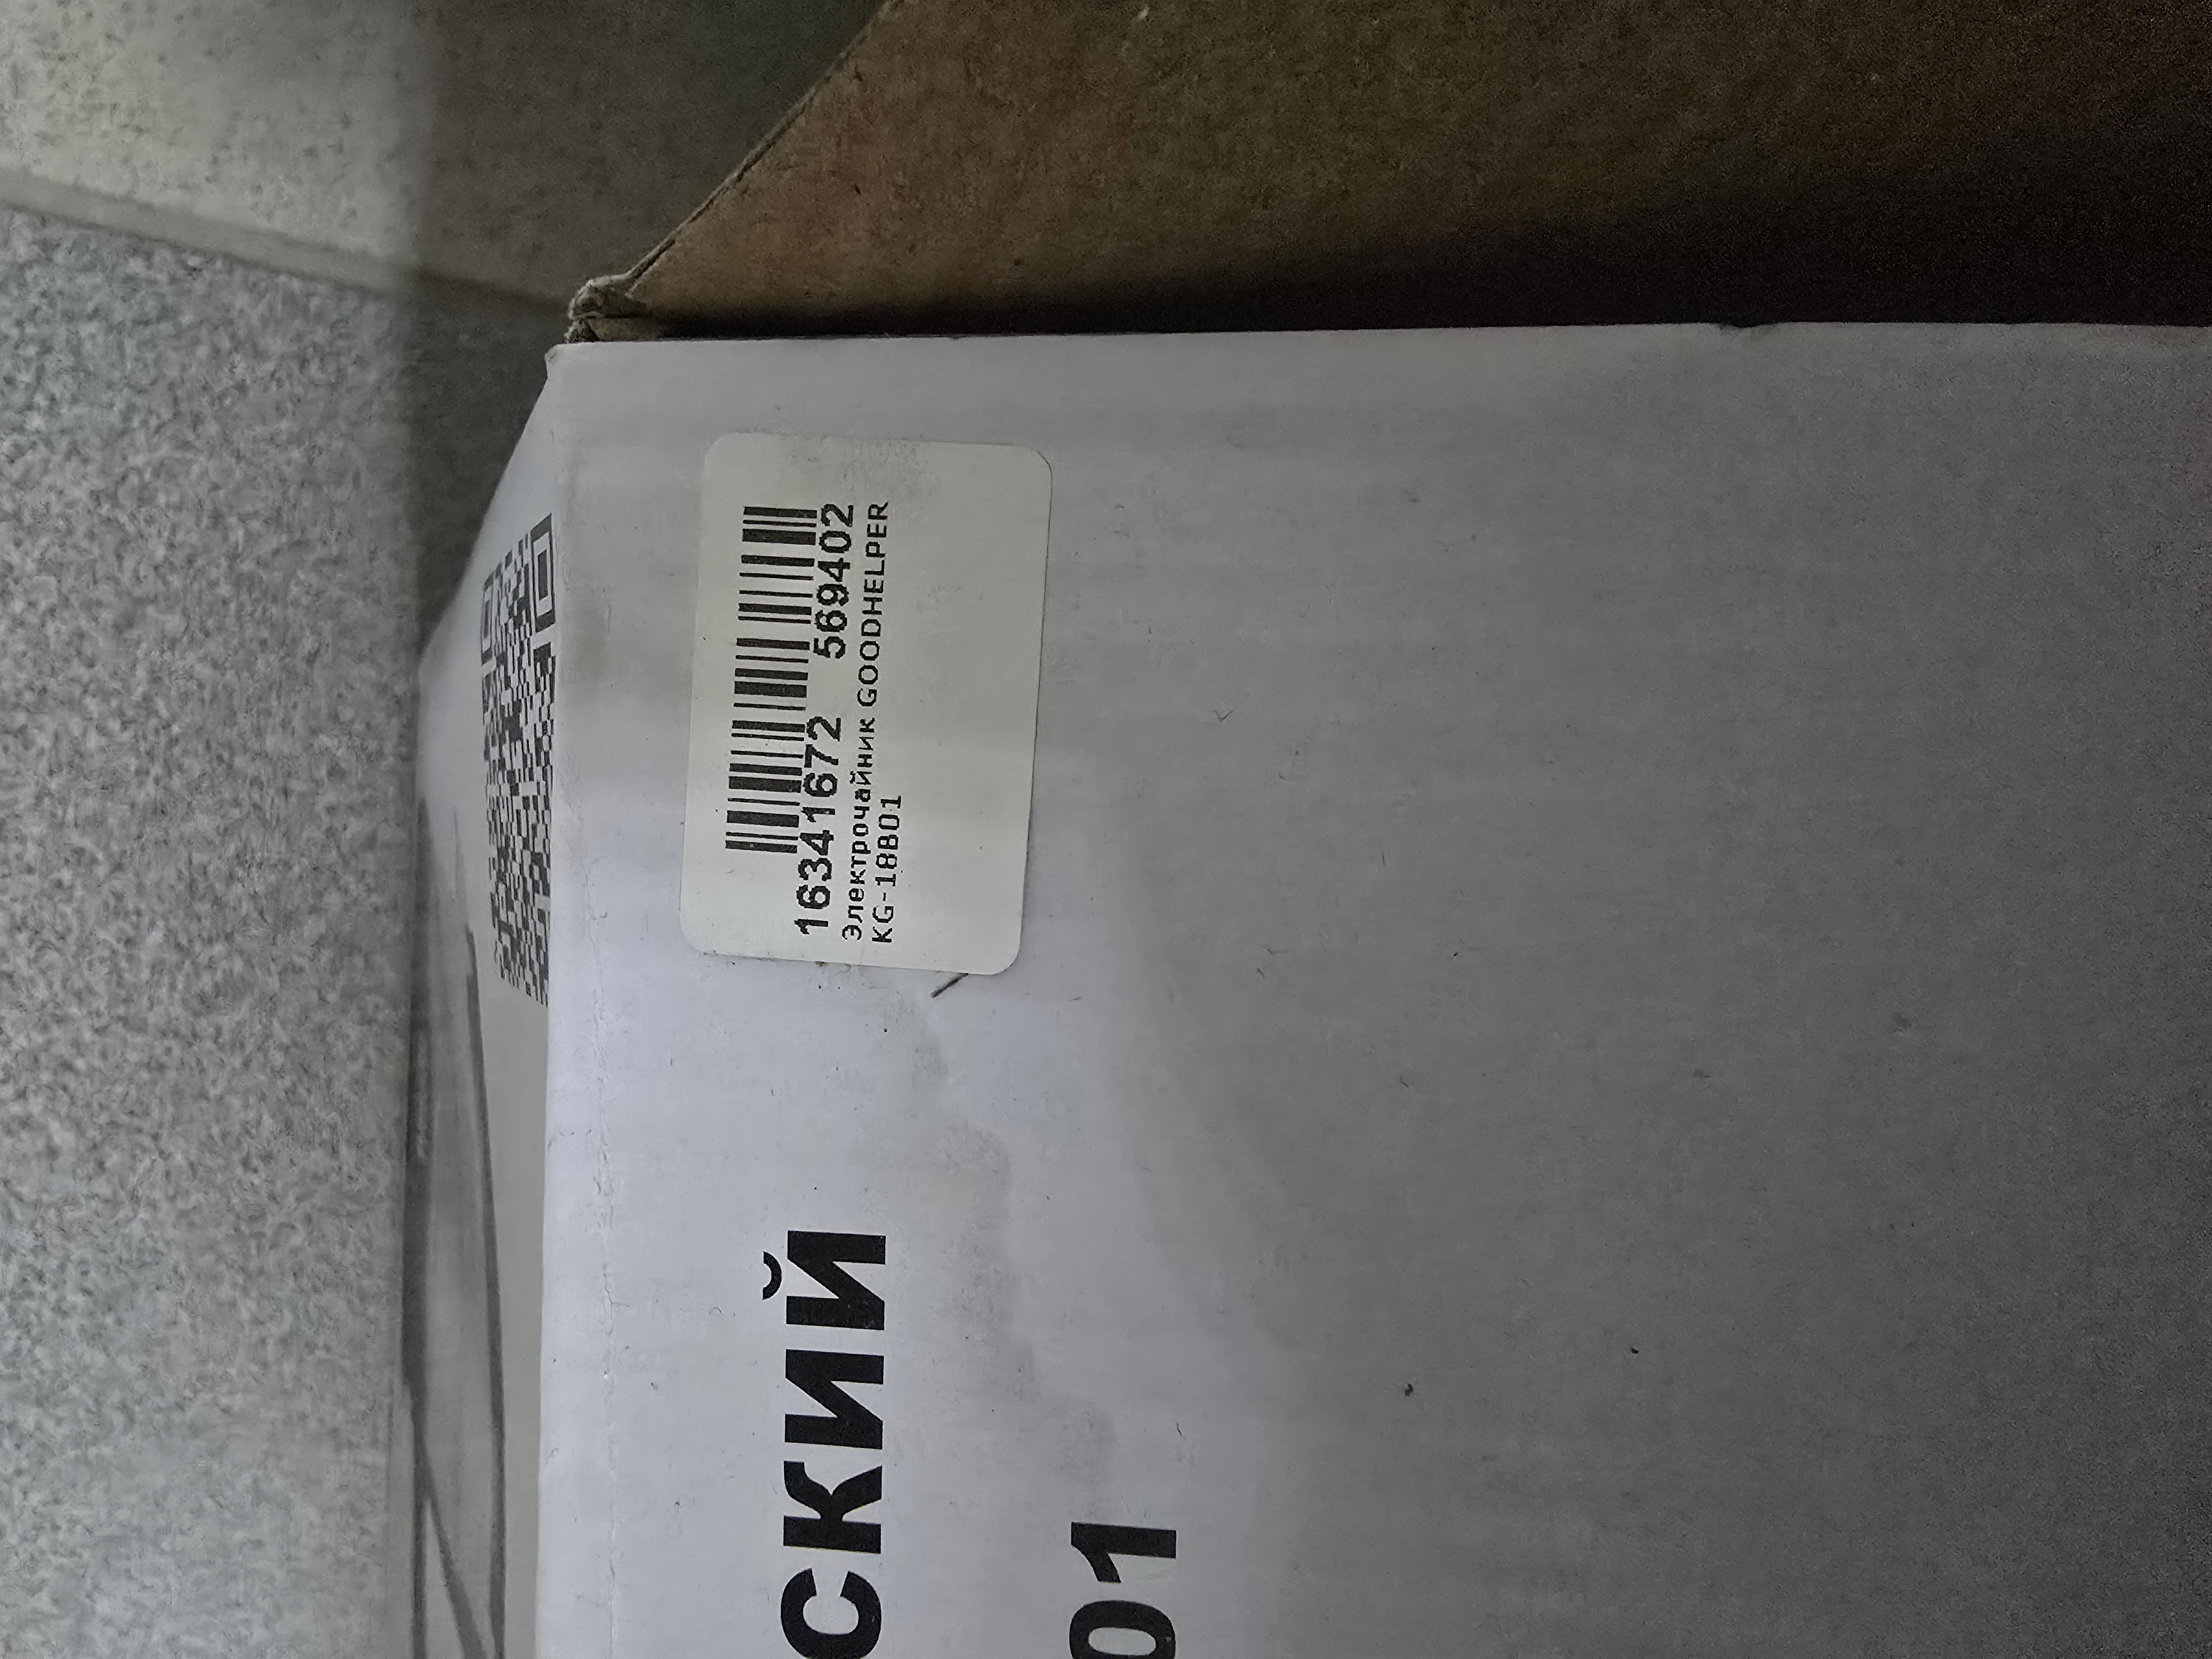 16341672 569402
Электрочайник GOODHELPER
KG-18B01
СКИЙ
01